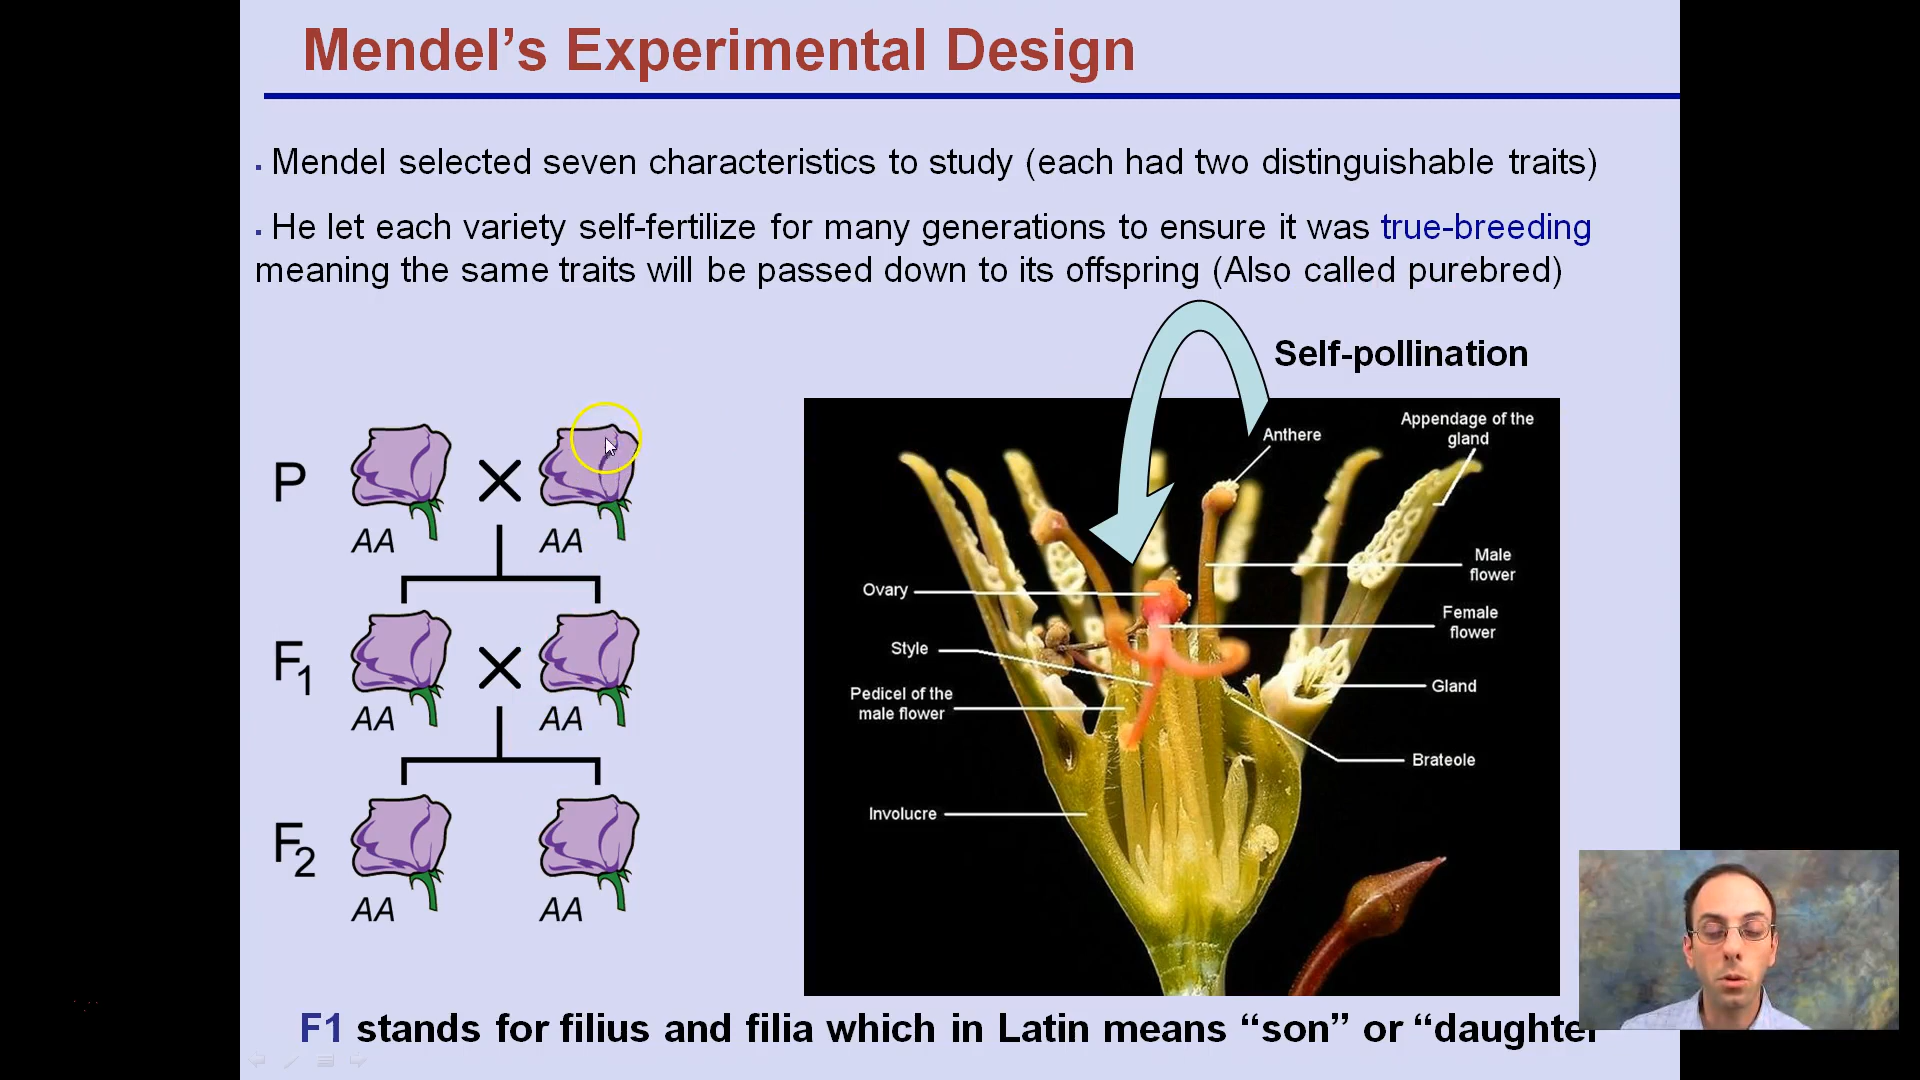 Mendel’s Experimental Design
▪ Mendel selected seven characteristics to study (each had two distinguishable traits)
▪ He let each variety self-fertilize for many generations to ensure it was true-breeding
meaning the same traits will be passed down to its offspring (Also called purebred)
Self-pollination
P
AA
AA
F1
AA
AA
F2
AA
AA
Anthere
Appendage of the
gland
Male
flower
Ovary
Female
flower
Style
Gland
Pedicel of the
male flower
Brateole
Involucre
F1 stands for filius and filia which in Latin means “son” or “daughter